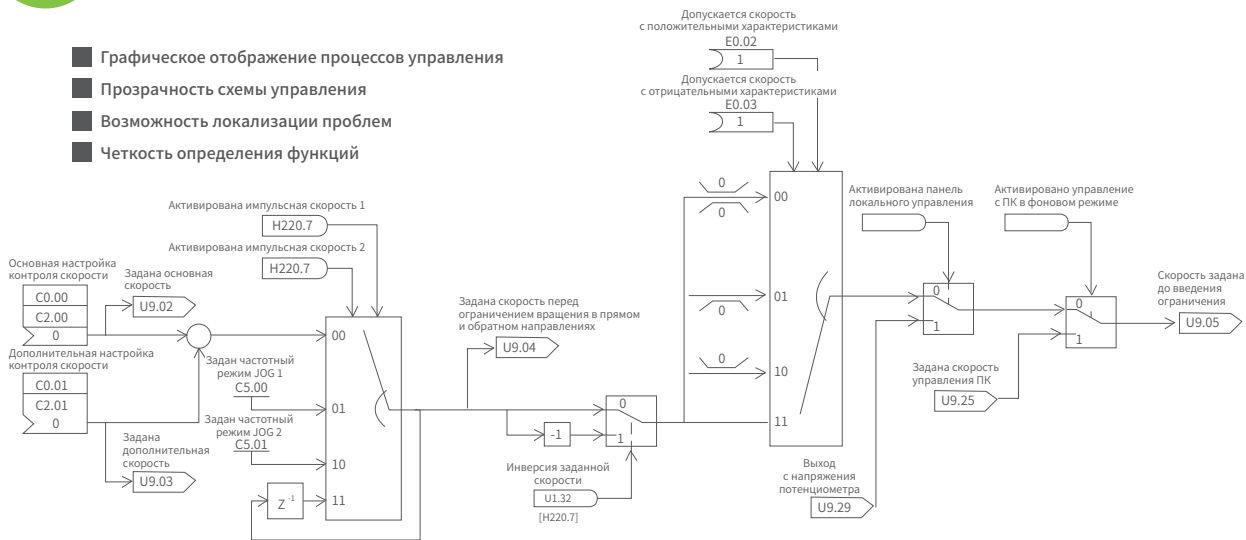 Графическое отображение процессов управления
Прозрачность схемы управления
Возможность локализации проблем
Четкость определения функций
Допускается скорость
с положительными характеристиками
E0.02
1
Допускается скорость
с отрицательными характеристиками
E0.03
1
Активирована импульсная скорость 1
H220.7
Активирована импульсная скорость 2
H220.7
Основная настройка
контроля скорости
C0.00
C2.00
0
Задана основная
скорость
U9.02
Дополнительная настройка
контроля скорости
C0.01
C2.01
0
Задана
дополнительная
скорость
U9.03
Задан частотный
режим JOG 1
C5.00
Задан частотный
режим JOG 2
C5.01
00
01
10
11
Z -1
Задана скорость перед
ограничением вращения в прямом
и обратном направлениях
U9.04
-1
0
1
Инверсия заданной
скорости
U1.32
[H220.7]
0
0
0
0
00
01
10
11
Активирована панель
локального управления
0
1
Выход
с напряжения
потенциометра
U9.29
Активировано управление
с ПК в фоновом режиме
0
1
Задана скорость
управления ПК
U9.25
Скорость задана
до введения
ограничения
U9.05